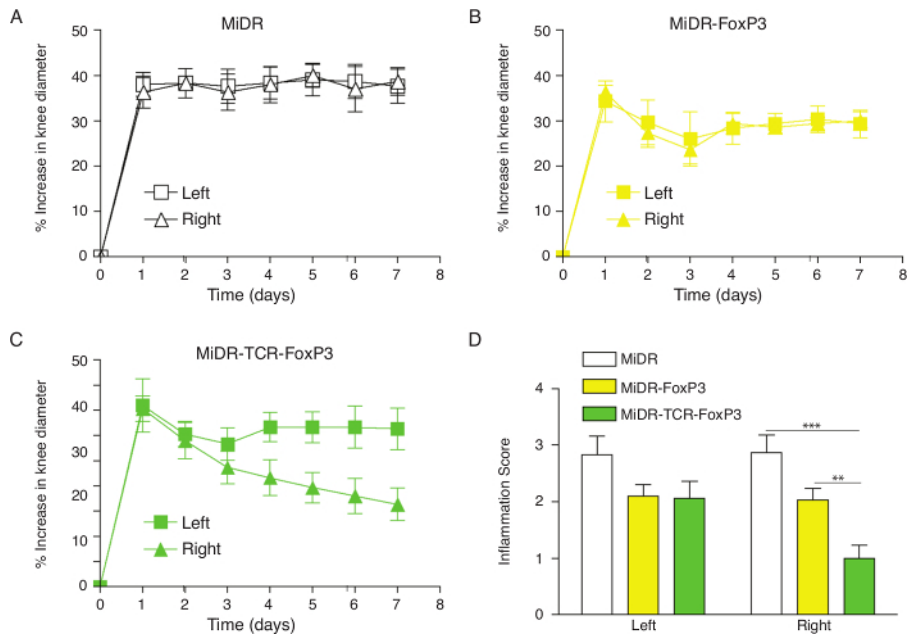 A
MiDR
50
40
30
20
10
0
% Increase in knee diameter
Left
Right
0 1 2 3 4 5 6 7 8
Time (days)
B
MiDR-FoxP3
50
40
30
20
10
0
% Increase in knee diameter
Left
Right
0 1 2 3 4 5 6 7 8
Time (days)
C
MiDR-TCR-FoxP3
50
40
30
20
10
0
% Increase in knee diameter
Left
Right
0 1 2 3 4 5 6 7 8
Time (days)
D
MiDR
MiDR-FoxP3
MiDR-TCR-FoxP3
4
3
2
1
0
Inflammation Score
***
**
Left Right